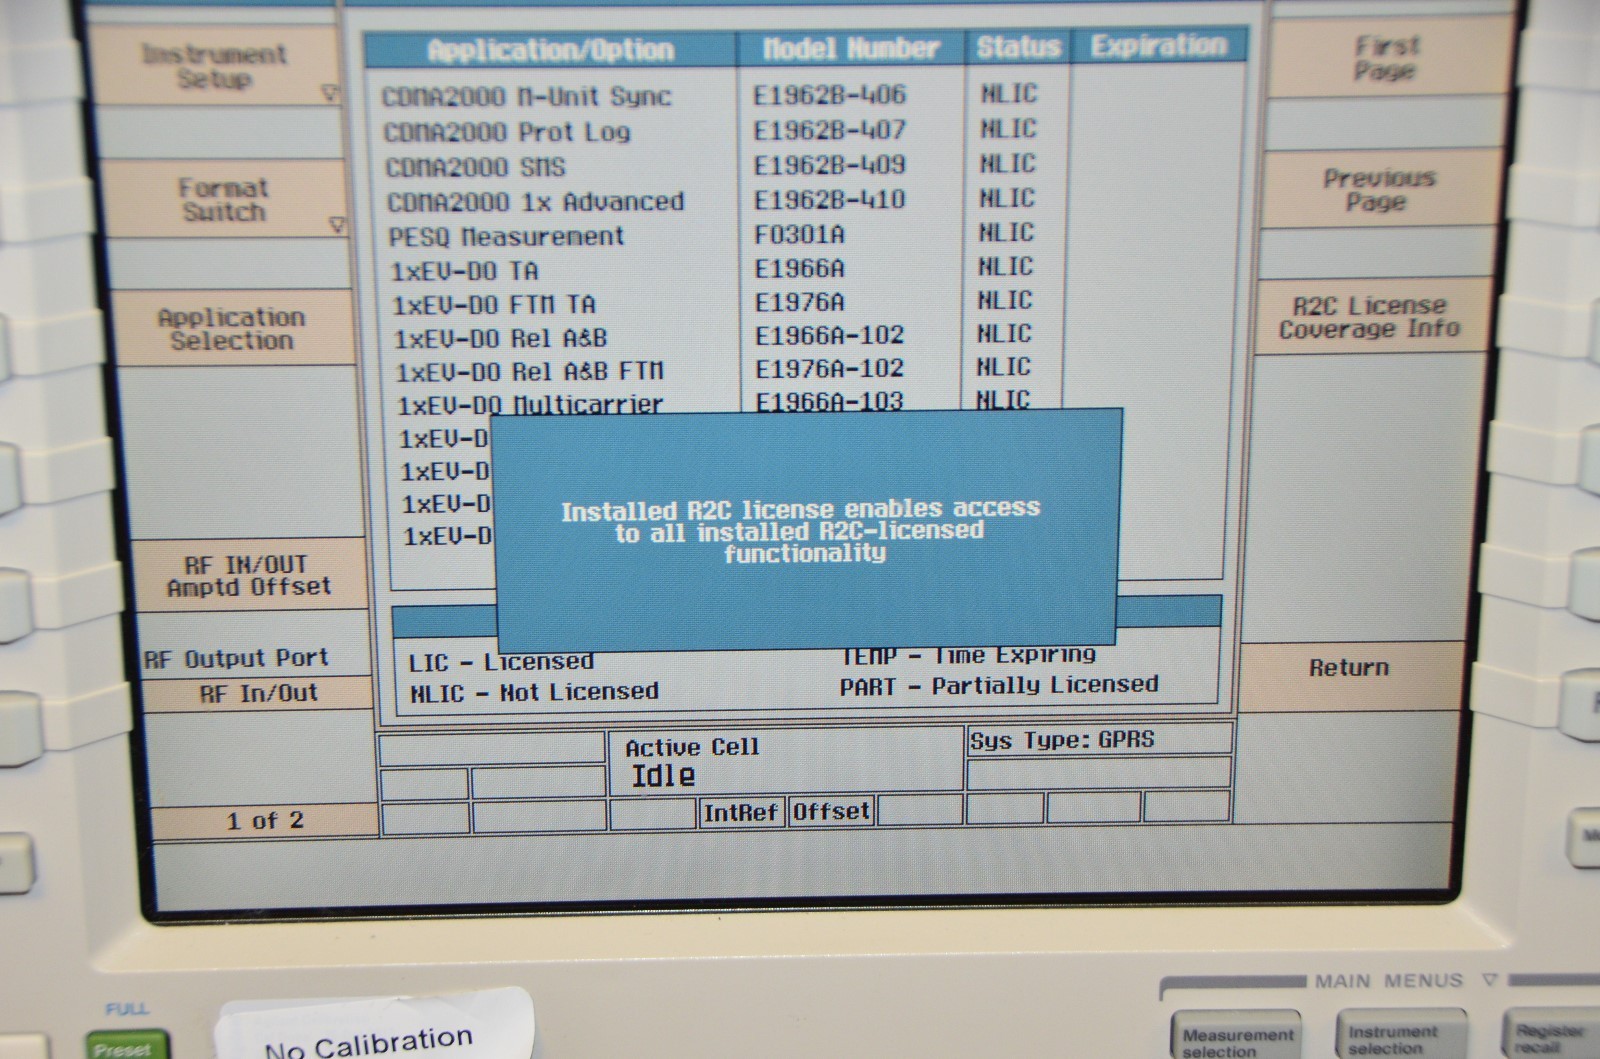 Instrument
Setup
Format
Switch
Application
Selection
RF IN/OUT
Amptd Offset
RF Output Port
RF In/Out
1 of 2
Application/Option Model Number Status Expiration
CDMA2000 M-Unit Sync E1962B-406 NLIC
CDMA2000 Prot Log E1962B-407 NLIC
CDMA2000 SMS E1962B-409 NLIC
CDMA2000 1x Advanced E1962B-410 NLIC
PESQ Measurement F0301A NLIC
1xEV-DO TA E1966A NLIC
1xEV-DO FTM TA E1976A NLIC
1xEV-DO Rel A&B E1966A-102 NLIC
1xEV-DO Rel A&B FTM E1976A-102 NLIC
1xEV-DO Multicarrier E1966A-103 NLIC
1xEV-D
1xEV-D
1xEV-D
1xEV-D
Installed R2C license enables access
to all installed R2C-licensed
functionality
LIC - Licensed TEMP - Time Expiring
NLIC - Not Licensed PART - Partially Licensed
Active Cell
Idle
Sys Type: GPRS
IntRef Offset
First
Page
Previous
Page
R2C License
Coverage Info
Return
FULL
Preset
No Calibration
MAIN MENUS
Measurement
selection
Instrument
selection
Register
recall